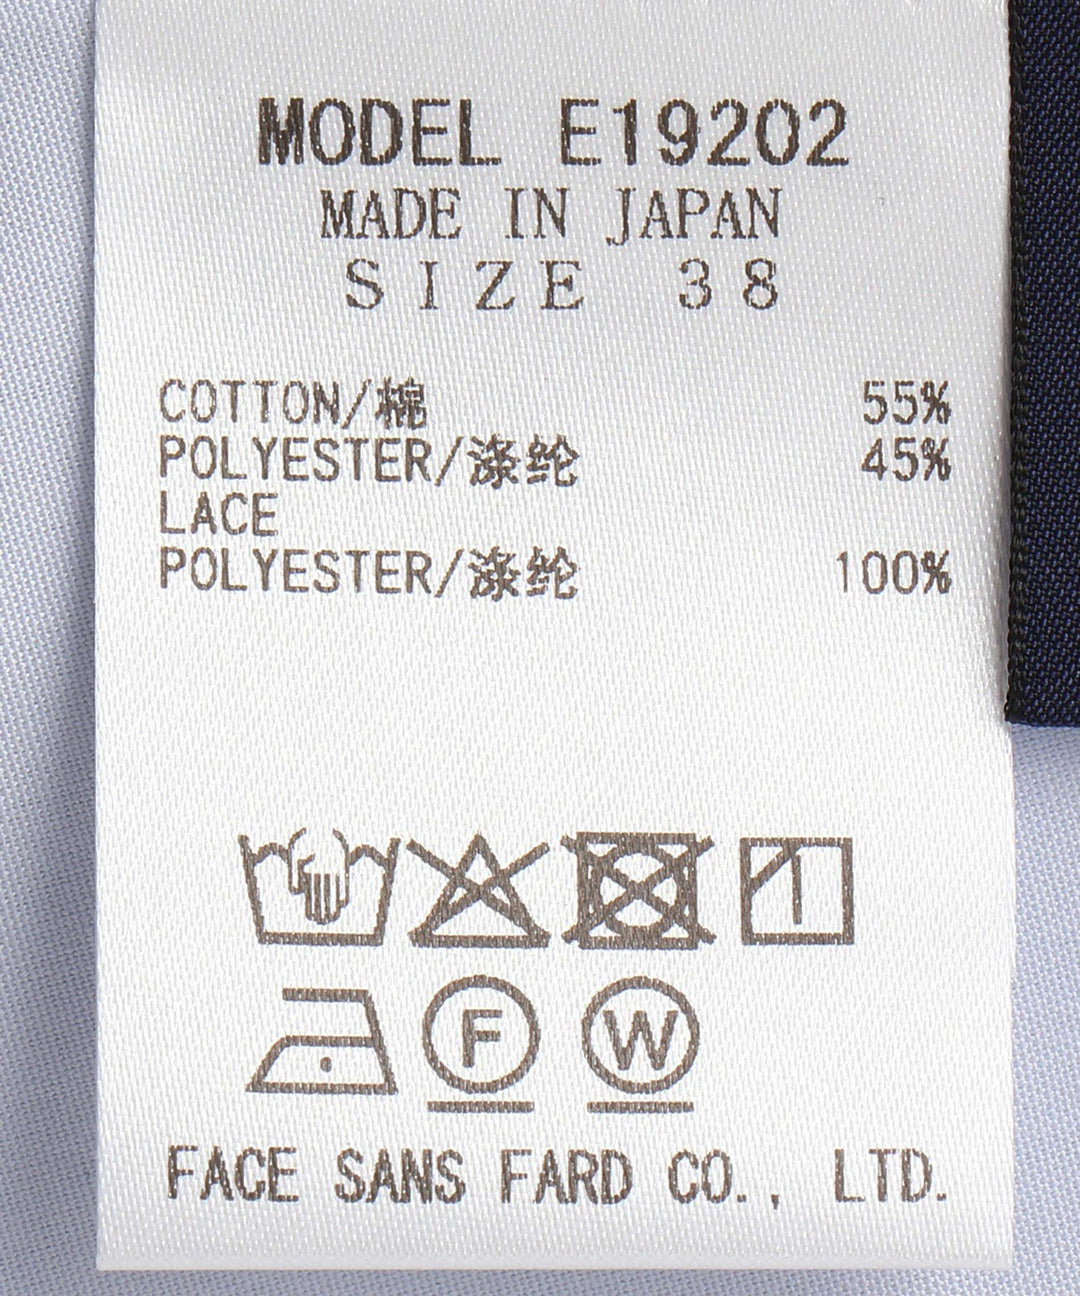 MODEL E19202
MADE IN JAPAN
SIZE 38
COTTON/棉 55%
POLYESTER/涤纶 45%
LACE
POLYESTER/涤纶 100%
F W
FACE SANS FARD CO., LTD.